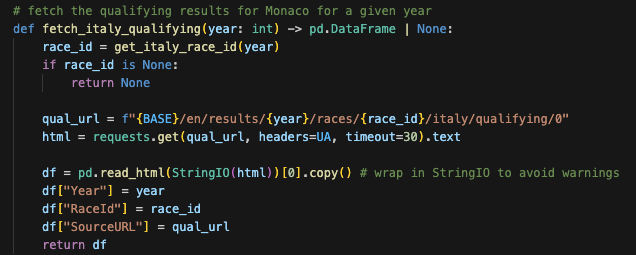 # fetch the qualifying results for Monaco for a given year
def fetch_italy_qualifying(year: int) -> pd.DataFrame | None:
    race_id = get_italy_race_id(year)
    if race_id is None:
        return None

    qual_url = f"{BASE}/en/results/{year}/races/{race_id}/italy/qualifying/0"
    html = requests.get(qual_url, headers=UA, timeout=30).text

    df = pd.read_html(StringIO(html))[0].copy() # wrap in StringIO to avoid warnings
    df["Year"] = year
    df["RaceId"] = race_id
    df["SourceURL"] = qual_url
    return df